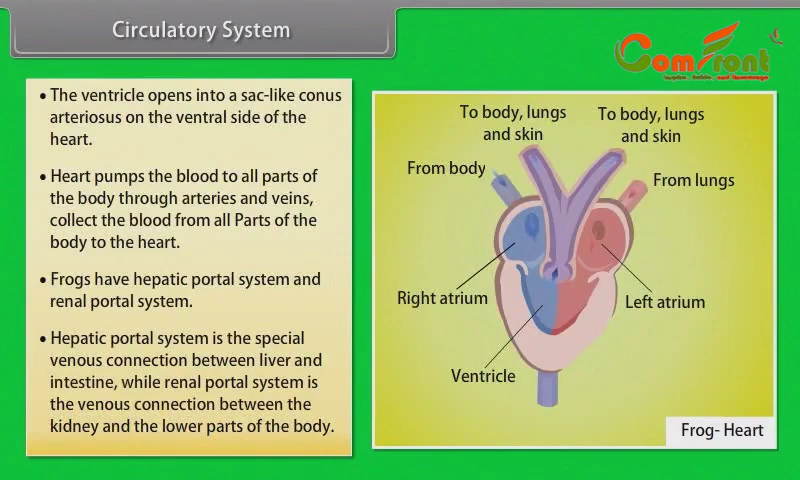 Circulatory System
ComFront
• The ventricle opens into a sac-like conus
arteriosus on the ventral side of the
heart.
• Heart pumps the blood to all parts of
the body through arteries and veins,
collect the blood from all Parts of the
body to the heart.
• Frogs have hepatic portal system and
renal portal system.
• Hepatic portal system is the special
venous connection between liver and
intestine, while renal portal system is
the venous connection between the
kidney and the lower parts of the body.
To body, lungs
and skin
To body, lungs
and skin
From body
From lungs
Right atrium
Left atrium
Ventricle
Frog- Heart